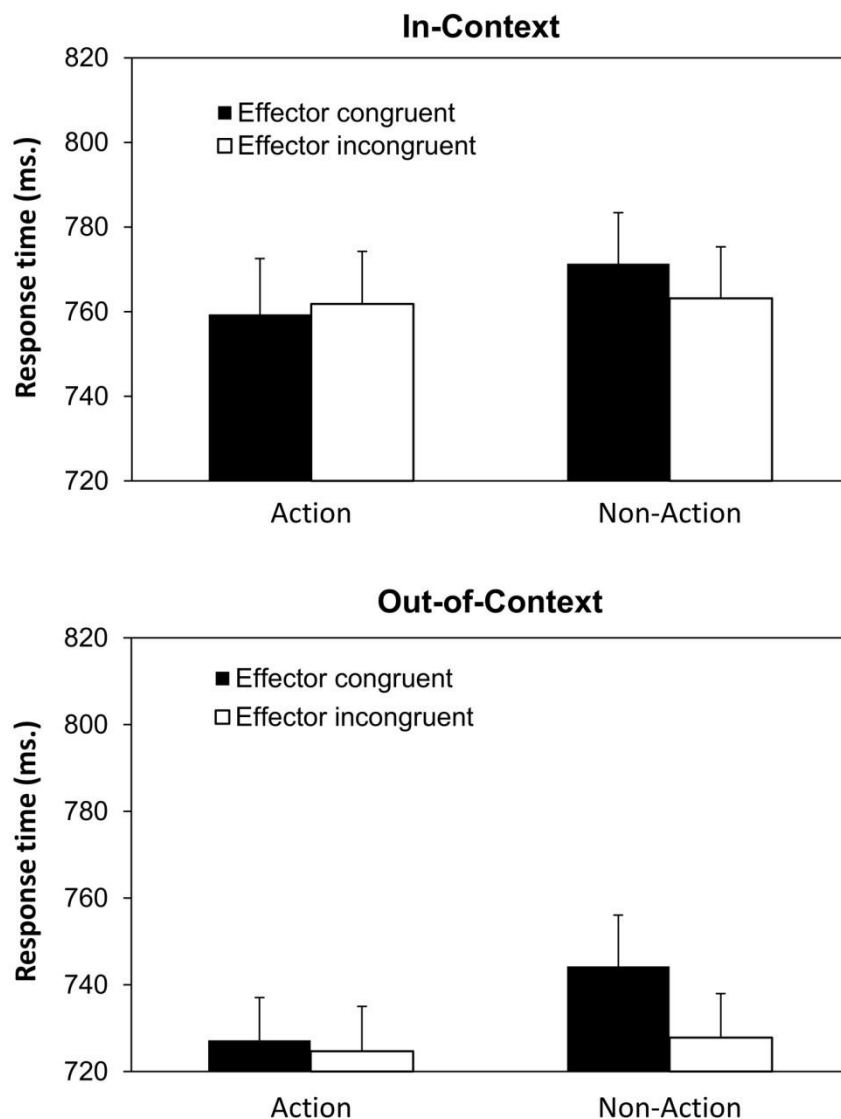 In-Context
820
800
780
760
740
720
Response time (ms.)
Effector congruent
Effector incongruent
Action Non-Action
Out-of-Context
820
800
780
760
740
720
Response time (ms.)
Effector congruent
Effector incongruent
Action Non-Action